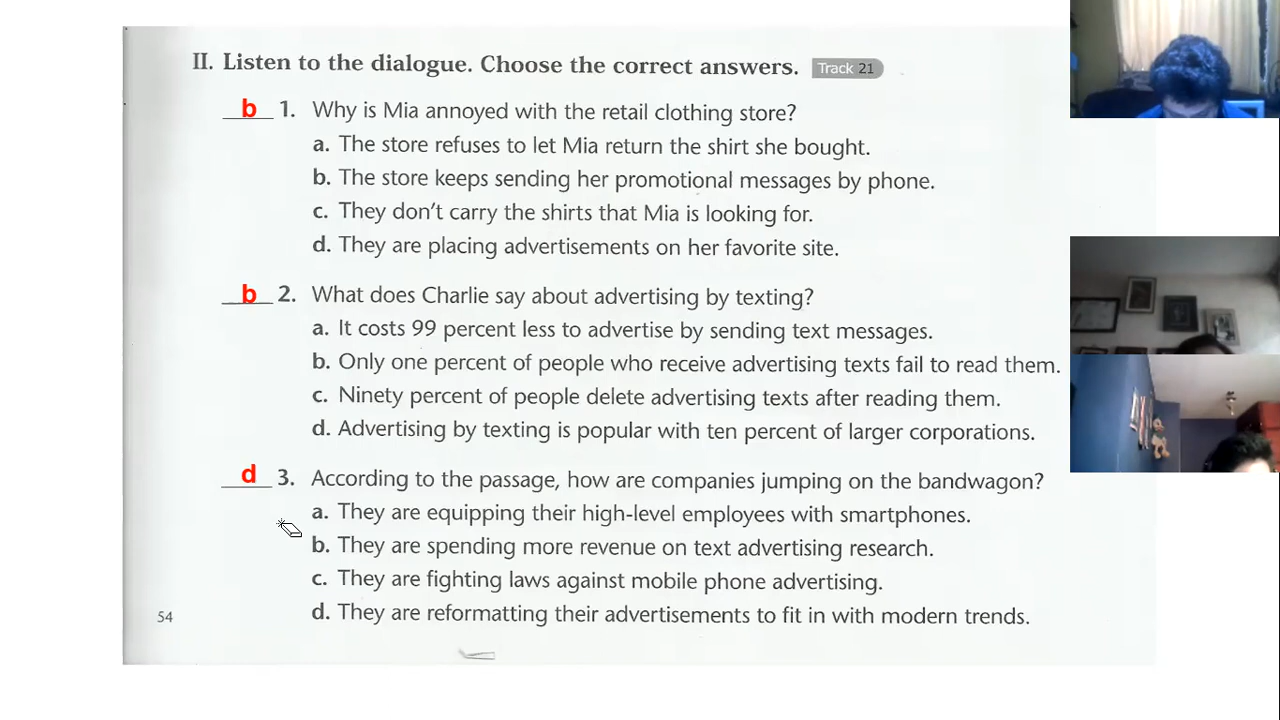 II. Listen to the dialogue. Choose the correct answers. Track 21
b 1. Why is Mia annoyed with the retail clothing store?
a. The store refuses to let Mia return the shirt she bought.
b. The store keeps sending her promotional messages by phone.
c. They don't carry the shirts that Mia is looking for.
d. They are placing advertisements on her favorite site.
b 2. What does Charlie say about advertising by texting?
a. It costs 99 percent less to advertise by sending text messages.
b. Only one percent of people who receive advertising texts fail to read them.
c. Ninety percent of people delete advertising texts after reading them.
d. Advertising by texting is popular with ten percent of larger corporations.
d 3. According to the passage, how are companies jumping on the bandwagon?
a. They are equipping their high-level employees with smartphones.
b. They are spending more revenue on text advertising research.
c. They are fighting laws against mobile phone advertising.
d. They are reformatting their advertisements to fit in with modern trends.
54